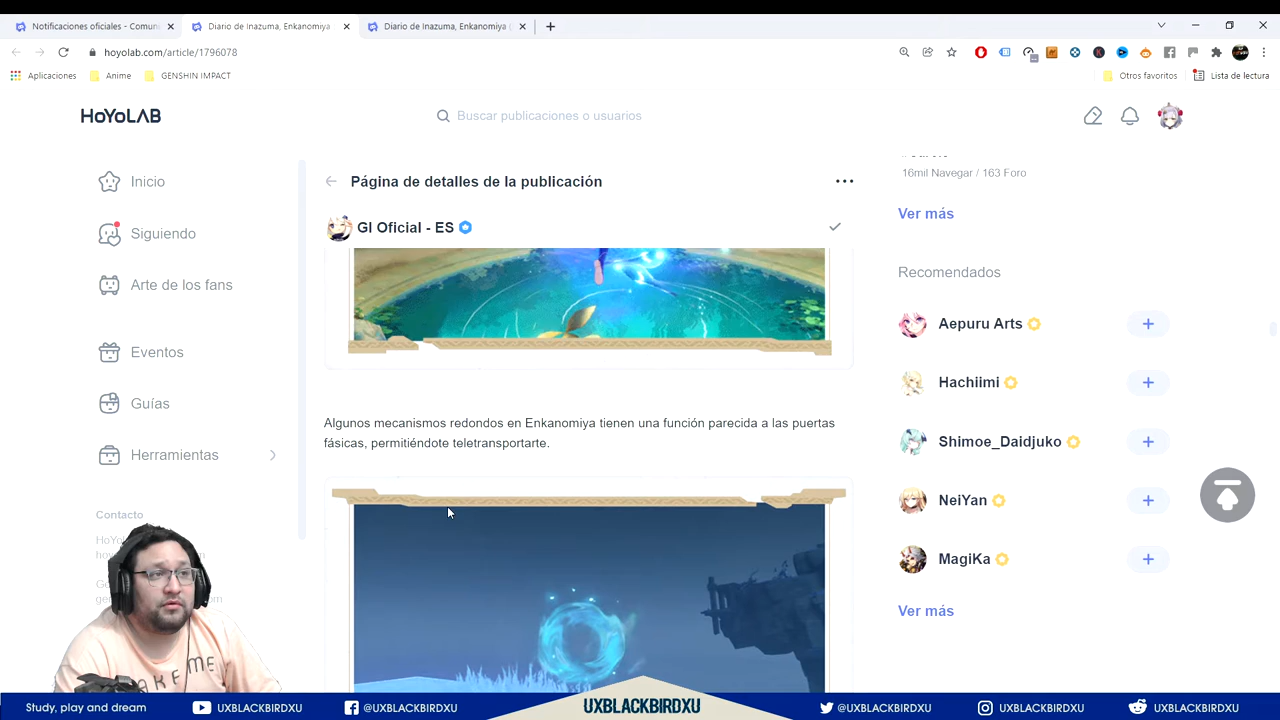 Notificaciones oficiales - Comun
Diario de Inazuma, Enkanomiya
Diario de Inazuma, Enkanomiya (
hoyolab.com/article/1796078
Aplicaciones
Anime
GENSHIN IMPACT
Otros favoritos
Lista de lectura
HoYoLAB
Buscar publicaciones o usuarios
Inicio
Siguiendo
Arte de los fans
Eventos
Guías
Herramientas
Contacto
Página de detalles de la publicación
GI Oficial - ES
Algunos mecanismos redondos en Enkanomiya tienen una función parecida a las puertas
fásicas, permitiéndote teletransportarte.
16mil Navegar / 163 Foro
Ver más
Recomendados
Aepuru Arts
Hachiimi
Shimoe_Daidjuko
NeiYan
MagiKa
Ver más
Study, play and dream
UXBLACKBIRDXU
@UXBLACKBIRDXU
UXBLACKBIRDXU
@UXBLACKBIRDXU
@UXBLACKBIRDXU
@UXBLACKBIRDXU